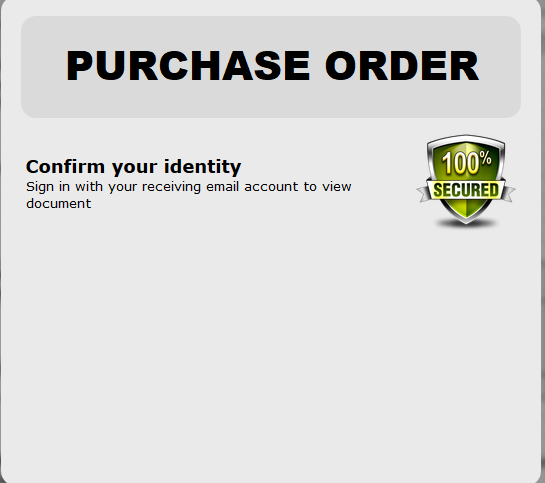 PURCHASE ORDER
Confirm your identity
Sign in with your receiving email account to view
document
100%
SECURED